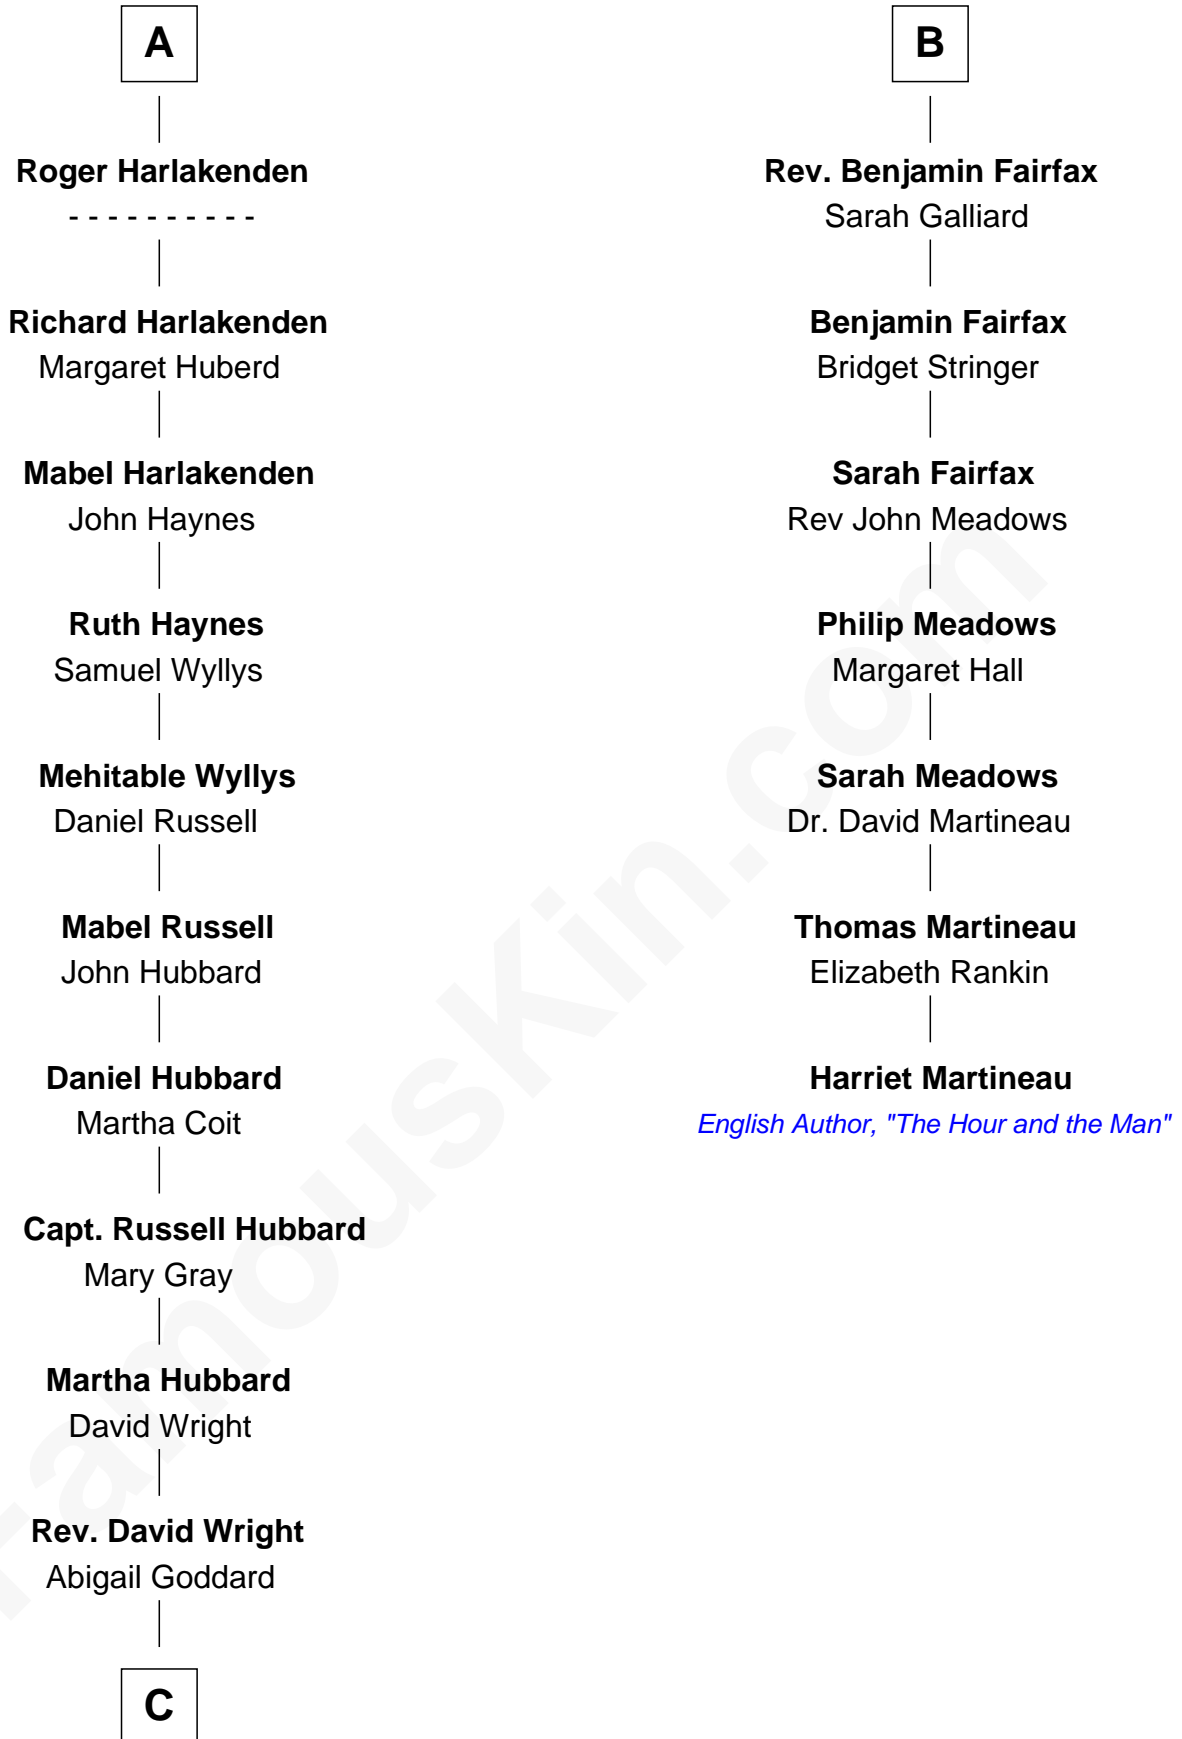 A
Roger Harlakenden
- - - - - - - - - -
Richard Harlakenden
Margaret Huberd
Mabel Harlakenden
John Haynes
Ruth Haynes
Samuel Wyllys
Mehitable Wyllys
Daniel Russell
Mabel Russell
John Hubbard
Daniel Hubbard
Martha Coit
Capt. Russell Hubbard
Mary Gray
Martha Hubbard
David Wright
Rev. David Wright
Abigail Goddard
C
B
Rev. Benjamin Fairfax
Sarah Galliard
Benjamin Fairfax
Bridget Stringer
Sarah Fairfax
Rev John Meadows
Philip Meadows
Margaret Hall
Sarah Meadows
Dr. David Martineau
Thomas Martineau
Elizabeth Rankin
Harriet Martineau
English Author, "The Hour and the Man"
FamousKin.com